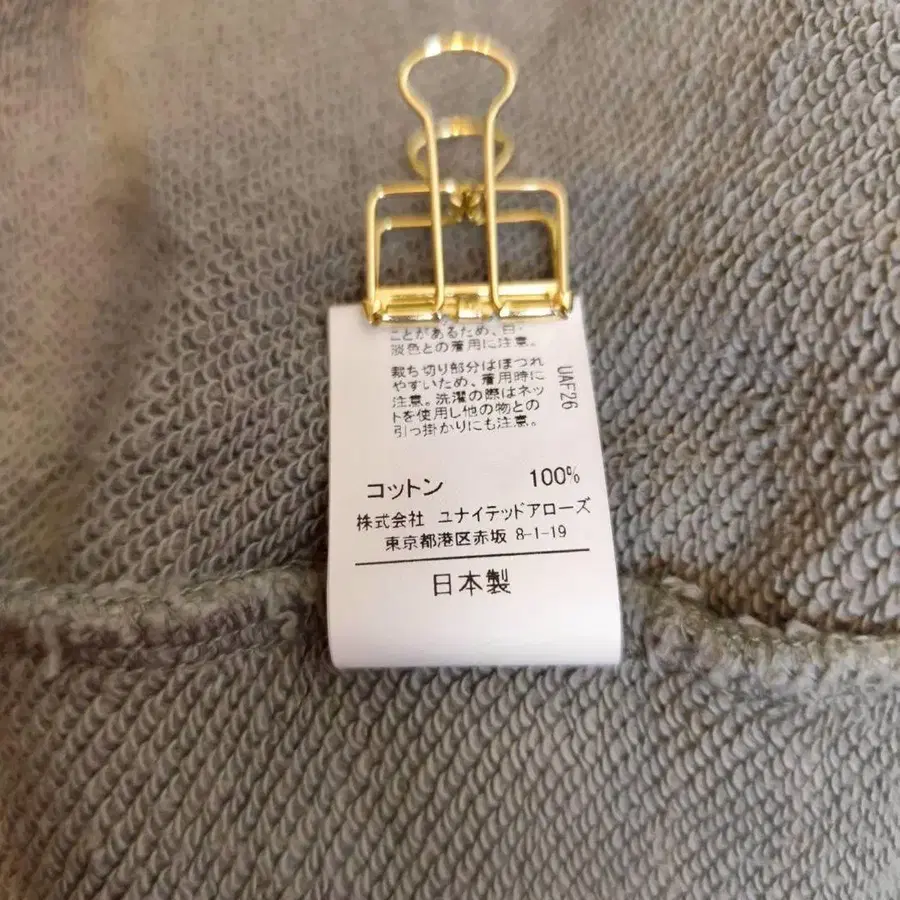 ことがあるため、白・
淡色との着用に注意。
裁ち切り部分はほつれ
やすいため、着用時に
注意。洗濯の際はネッ
トを使用し他の物との
引っ掛かりにも注意。
UAF26
コットン 100%
株式会社 ユナイテッドアローズ
東京都港区赤坂 8-1-19
日本製